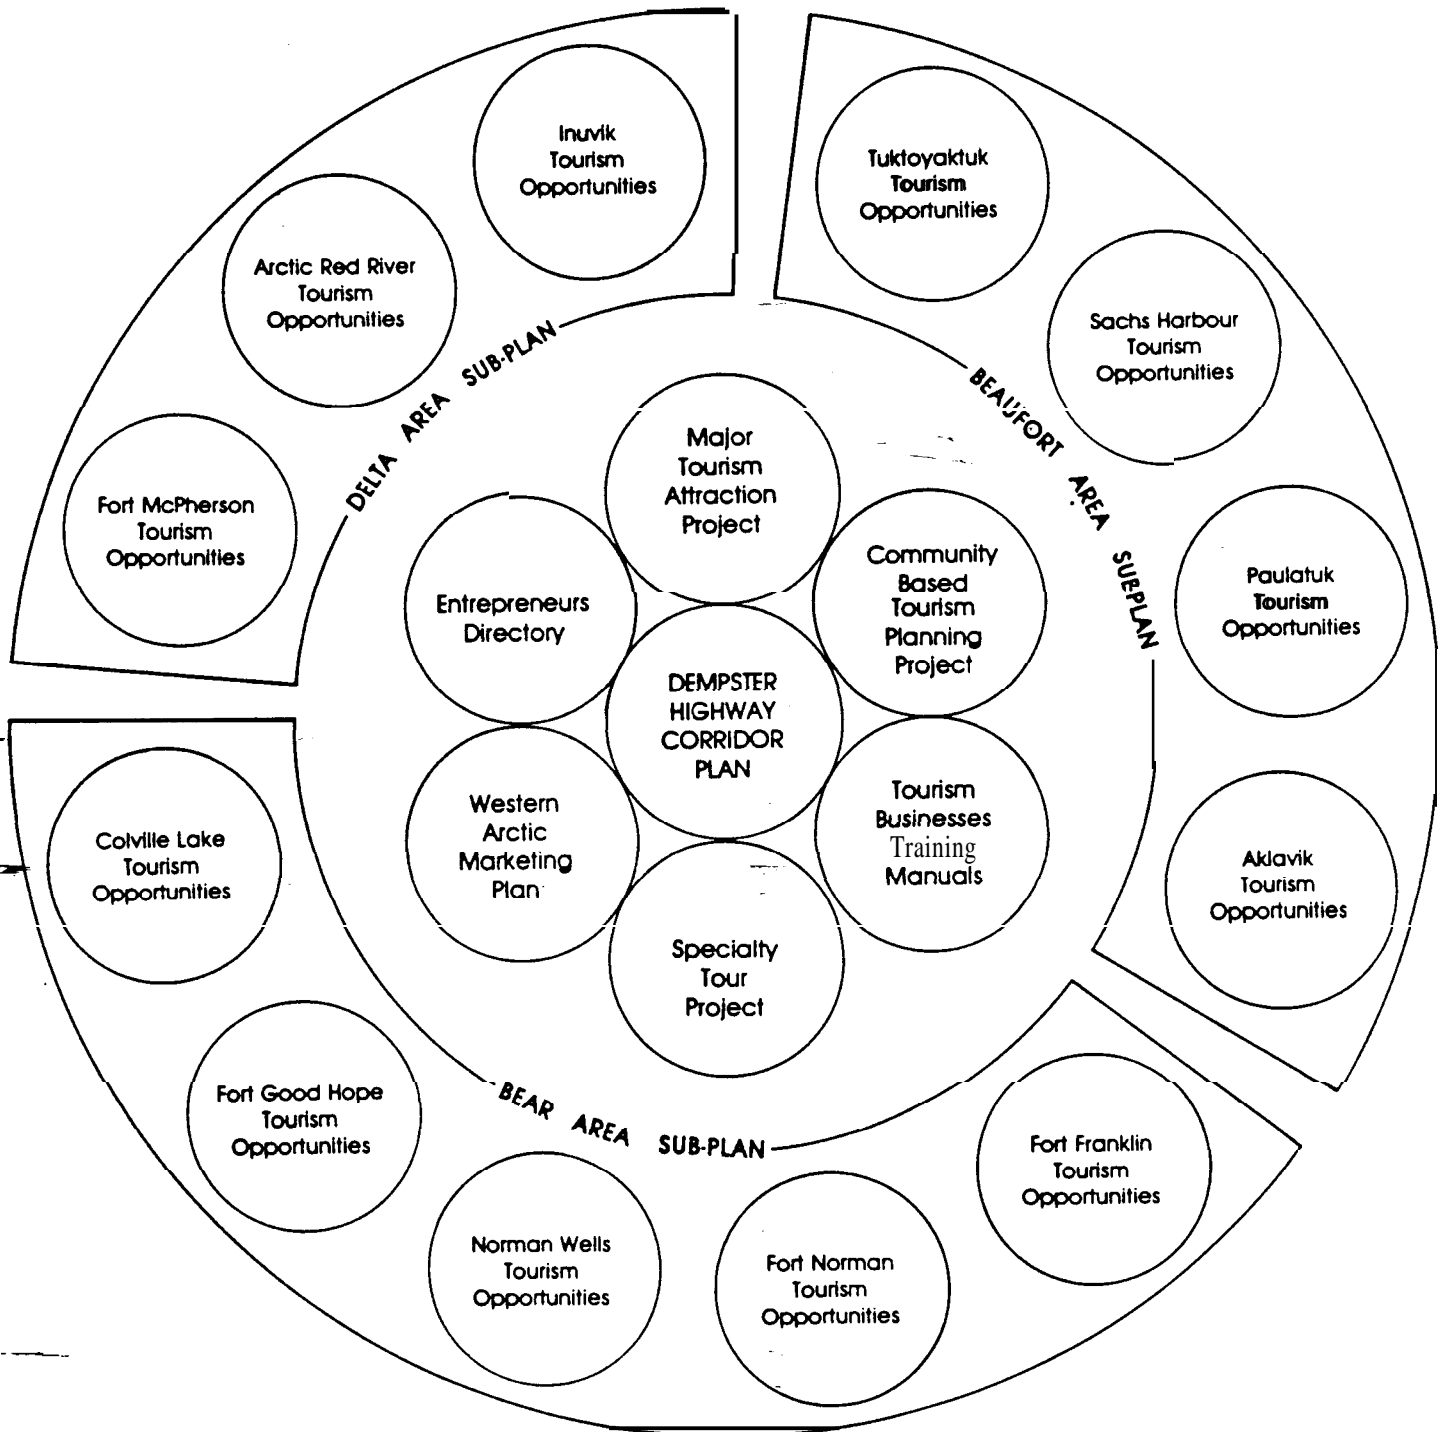 Inuvik
Tourism
Opportunities
Arctic Red River
Tourism
Opportunities
Fort McPherson
Tourism
Opportunities
DELTA AREA SUB-PLAN
Tuktoyaktuk
Tourism
Opportunities
Sachs Harbour
Tourism
Opportunities
Paulatuk
Tourism
Opportunities
Aklavik
Tourism
Opportunities
BEAUFORT AREA SUBPLAN
Major
Tourism
Attraction
Project
Community
Based
Tourism
Planning
Project
Entrepreneurs
Directory
DEMPSTER
HIGHWAY
CORRIDOR
PLAN
Western
Arctic
Marketing
Plan
Tourism
Businesses
Training
Manuals
Specialty
Tour
Project
Colville Lake
Tourism
Opportunities
Fort Good Hope
Tourism
Opportunities
BEAR AREA SUB-PLAN
Norman Wells
Tourism
Opportunities
Fort Norman
Tourism
Opportunities
Fort Franklin
Tourism
Opportunities